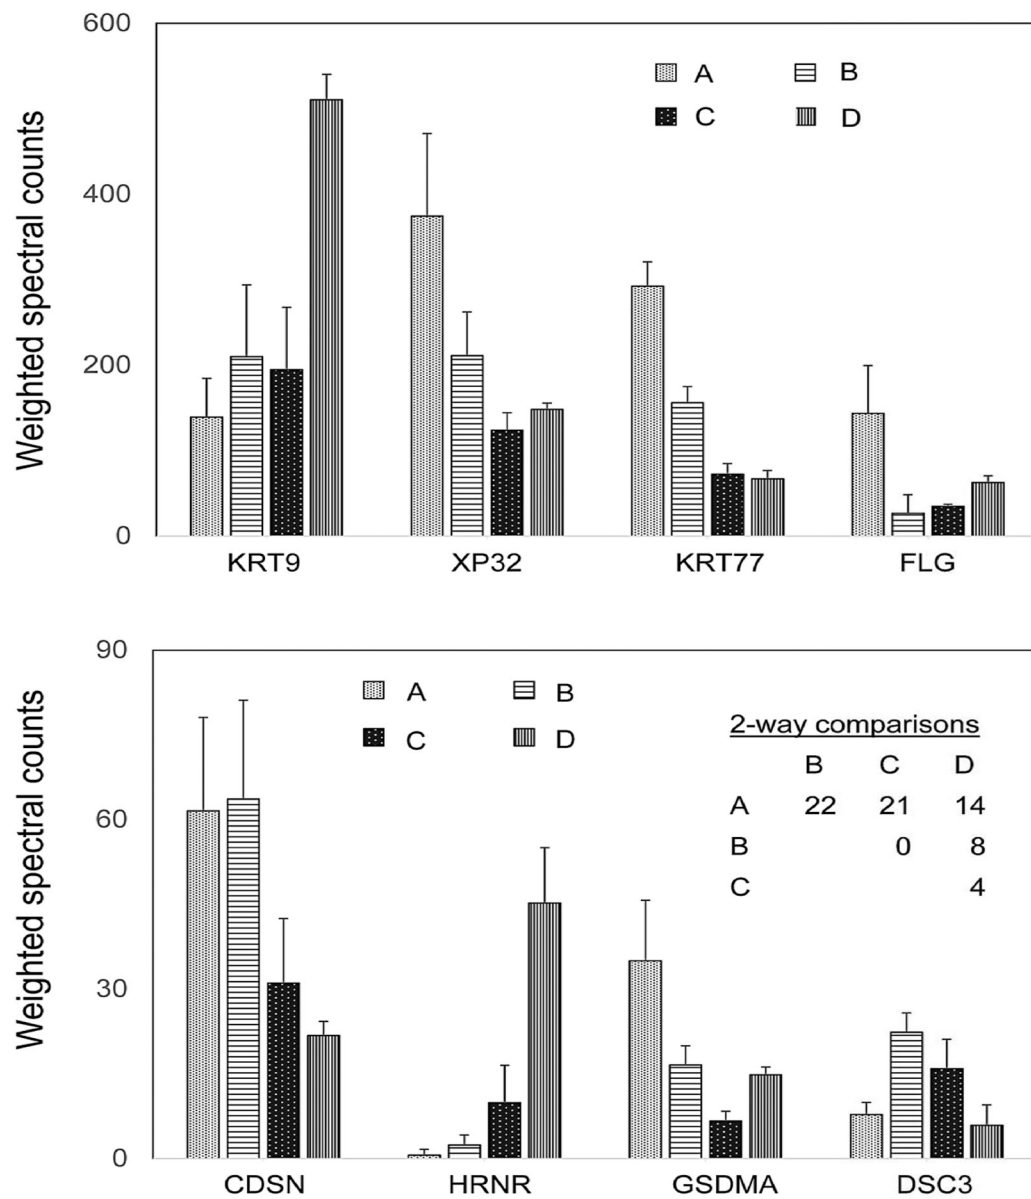 600
400
200
0
Weighted spectral counts
A B
C D
KRT9 XP32 KRT77 FLG
90
60
30
0
Weighted spectral counts
A B
C D
2-way comparisons
B C D
A 22 21 14
B 0 8
C 4
CDSN HRNR GSDMA DSC3